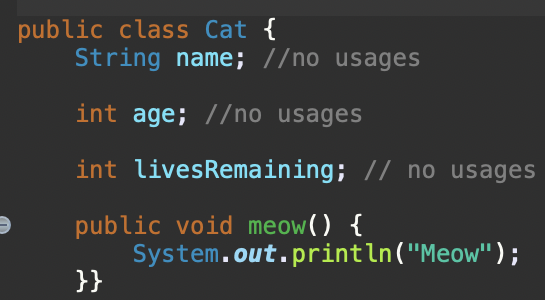 public class Cat {
String name; //no usages
int age; //no usages
int livesRemaining; // no usages
public void meow() {
System.out.println("Meow");
}}